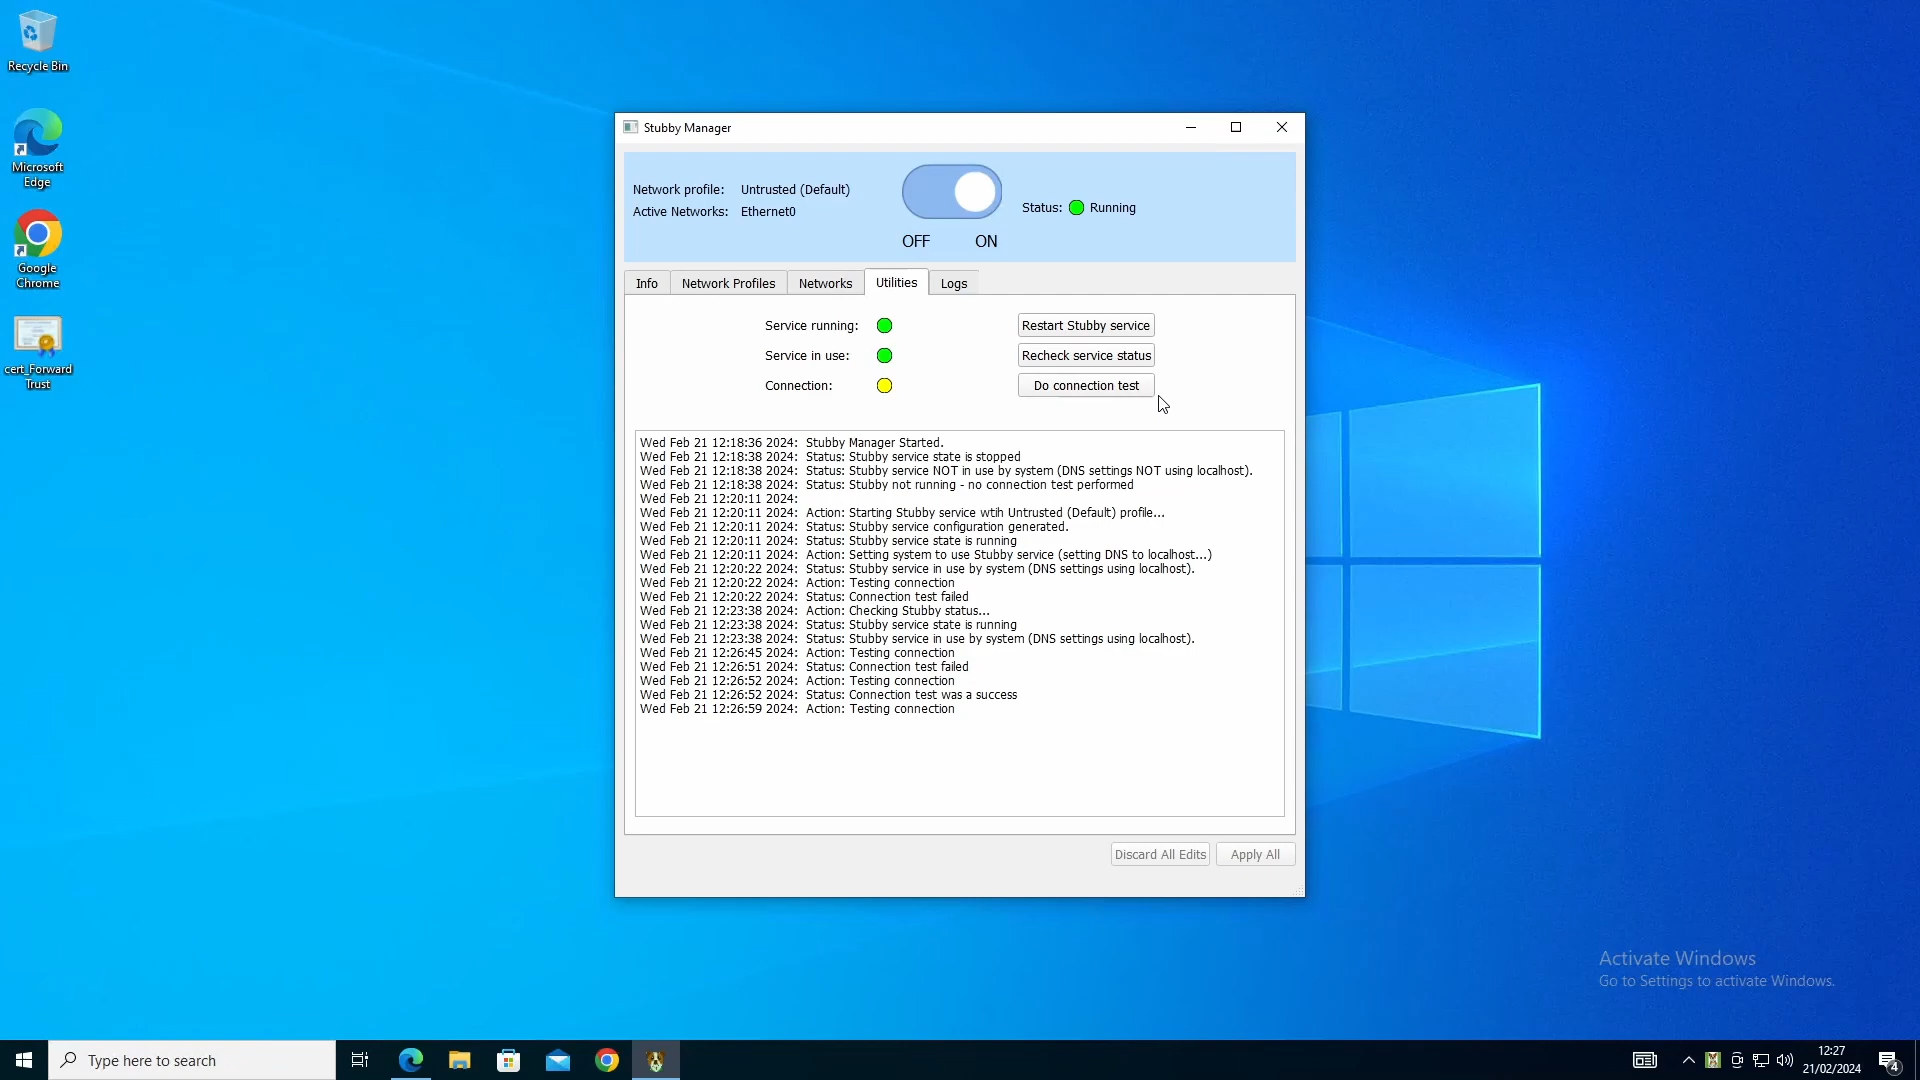 Recycle Bin
Microsoft
Edge
Google
Chrome
cert_Forward
Trust
Stubby Manager
Network profile: Untrusted (Default)
Active Networks: Ethernet0
OFF ON
Status: Running
Info Network Profiles Networks Utilities Logs
Service running: Restart Stubby service
Service in use: Recheck service status
Connection: Do connection test
Wed Feb 21 12:18:36 2024: Stubby Manager Started.
Wed Feb 21 12:18:38 2024: Status: Stubby service state is stopped
Wed Feb 21 12:18:38 2024: Status: Stubby service NOT in use by system (DNS settings NOT using localhost).
Wed Feb 21 12:18:38 2024: Status: Stubby not running - no connection test performed
Wed Feb 21 12:20:11 2024:
Wed Feb 21 12:20:11 2024: Action: Starting Stubby service wtih Untrusted (Default) profile...
Wed Feb 21 12:20:11 2024: Status: Stubby service configuration generated.
Wed Feb 21 12:20:11 2024: Status: Stubby service state is running
Wed Feb 21 12:20:11 2024: Action: Setting system to use Stubby service (setting DNS to localhost...)
Wed Feb 21 12:20:22 2024: Status: Stubby service in use by system (DNS settings using localhost).
Wed Feb 21 12:20:22 2024: Action: Testing connection
Wed Feb 21 12:20:22 2024: Status: Connection test failed
Wed Feb 21 12:23:38 2024: Action: Checking Stubby status...
Wed Feb 21 12:23:38 2024: Status: Stubby service state is running
Wed Feb 21 12:23:38 2024: Status: Stubby service in use by system (DNS settings using localhost).
Wed Feb 21 12:26:45 2024: Action: Testing connection
Wed Feb 21 12:26:51 2024: Status: Connection test failed
Wed Feb 21 12:26:52 2024: Action: Testing connection
Wed Feb 21 12:26:52 2024: Status: Connection test was a success
Wed Feb 21 12:26:59 2024: Action: Testing connection
Discard All Edits Apply All
Activate Windows
Go to Settings to activate Windows.
Type here to search
12:27
21/02/2024
4